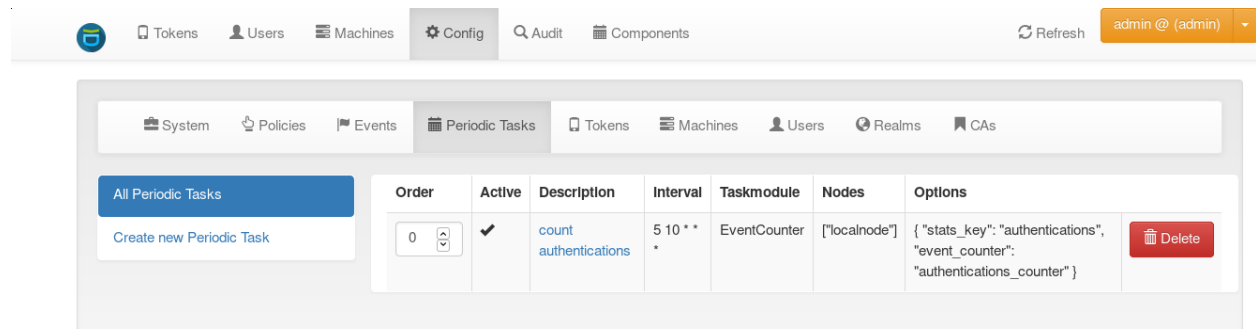 Tokens Users Machines Config Audit Components Refresh admin @ (admin)
System Policies Events Periodic Tasks Tokens Machines Users Realms CAs
All Periodic Tasks
Create new Periodic Task
Order Active Description Interval Taskmodule Nodes Options
0 count 5 10 * * EventCounter ["localnode"] { "stats_key": "authentications", Delete
authentications * "event_counter":
"authentications_counter" }